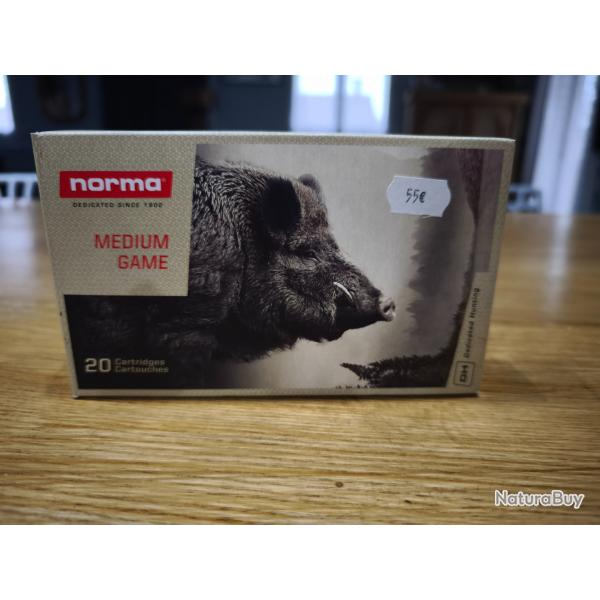 norma
DEDICATED SINCE 1902
MEDIUM
GAME
55€
20 Cartridges
Cartouches
DH Dedicated Hunting
NaturaBuy